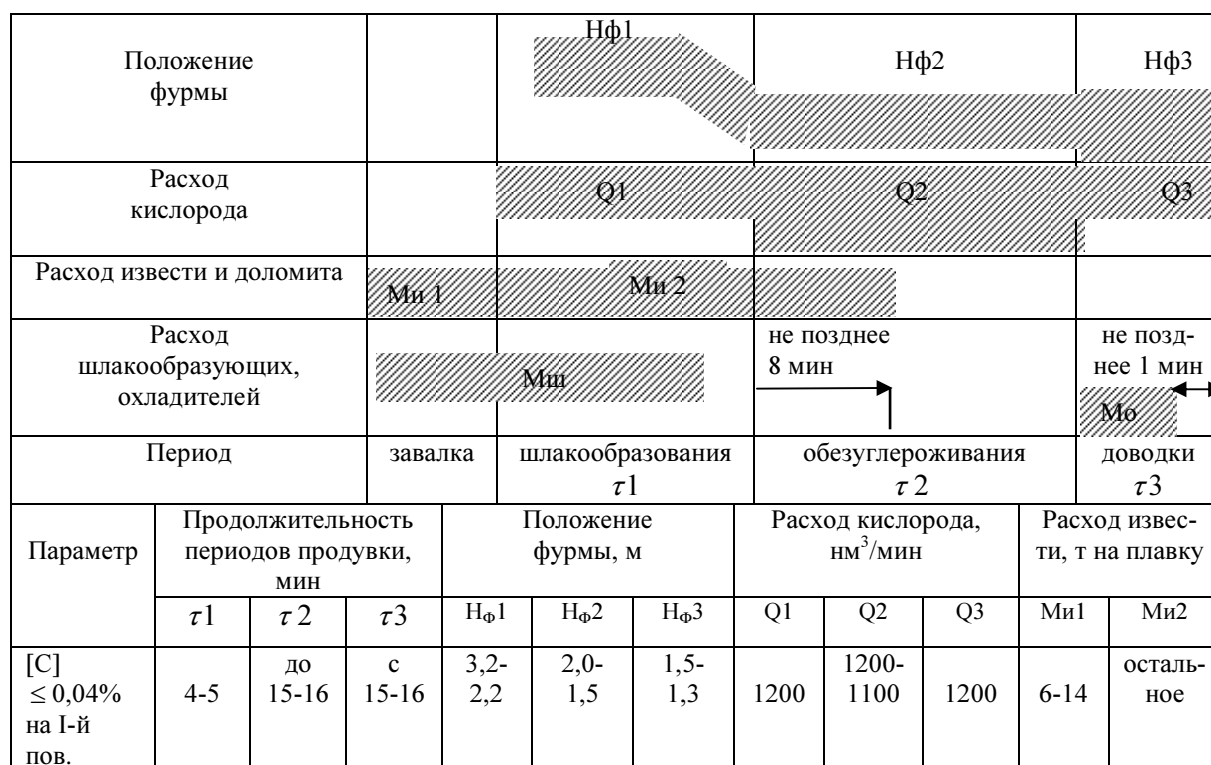 Положение
фурмы
Нф1
Нф2
Нф3
Расход
кислорода
Q1
Q2
Q3
Расход извести и доломита
Ми 1
Ми 2
Расход
шлакообразующих,
охладителей
Мш
не позднее
8 мин
не позд-
нее 1 мин
Мо
Период
завалка
шлакообразования
τ1
обезуглероживания
τ 2
доводки
τ3
Параметр
Продолжительность
периодов продувки,
мин
Положение
фурмы, м
Расход кислорода,
нм³/мин
Расход извес-
ти, т на плавку
τ1 τ 2 τ3 НФ1 НФ2 НФ3 Q1 Q2 Q3 Ми1 Ми2
[C]
≤ 0,04%
на I-й
пов.
4-5
до
15-16
с
15-16
3,2-
2,2
2,0-
1,5
1,5-
1,3
1200
1200-
1100
1200
6-14
осталь-
ное